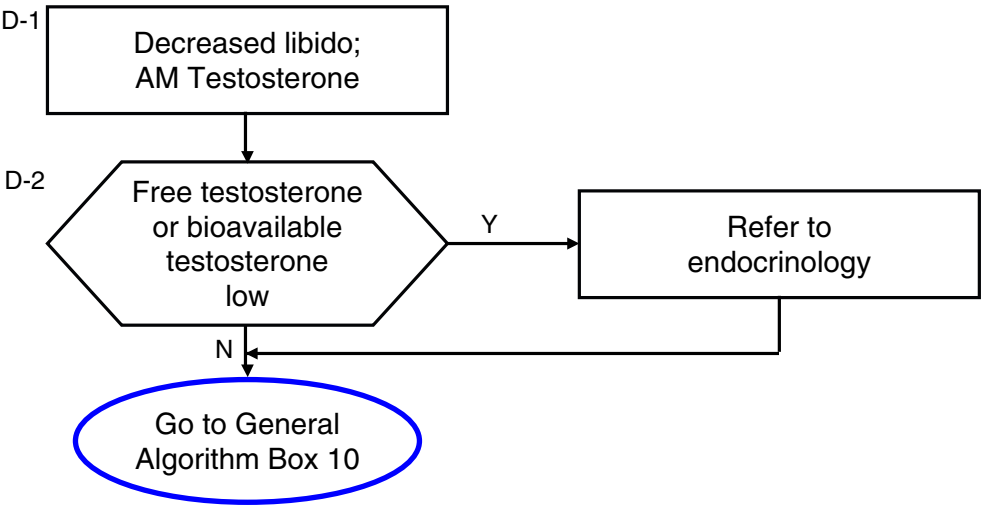 D-1
Decreased libido;
AM Testosterone
D-2
Free testosterone
or bioavailable
testosterone
low
Y
Refer to
endocrinology
N
Go to General
Algorithm Box 10